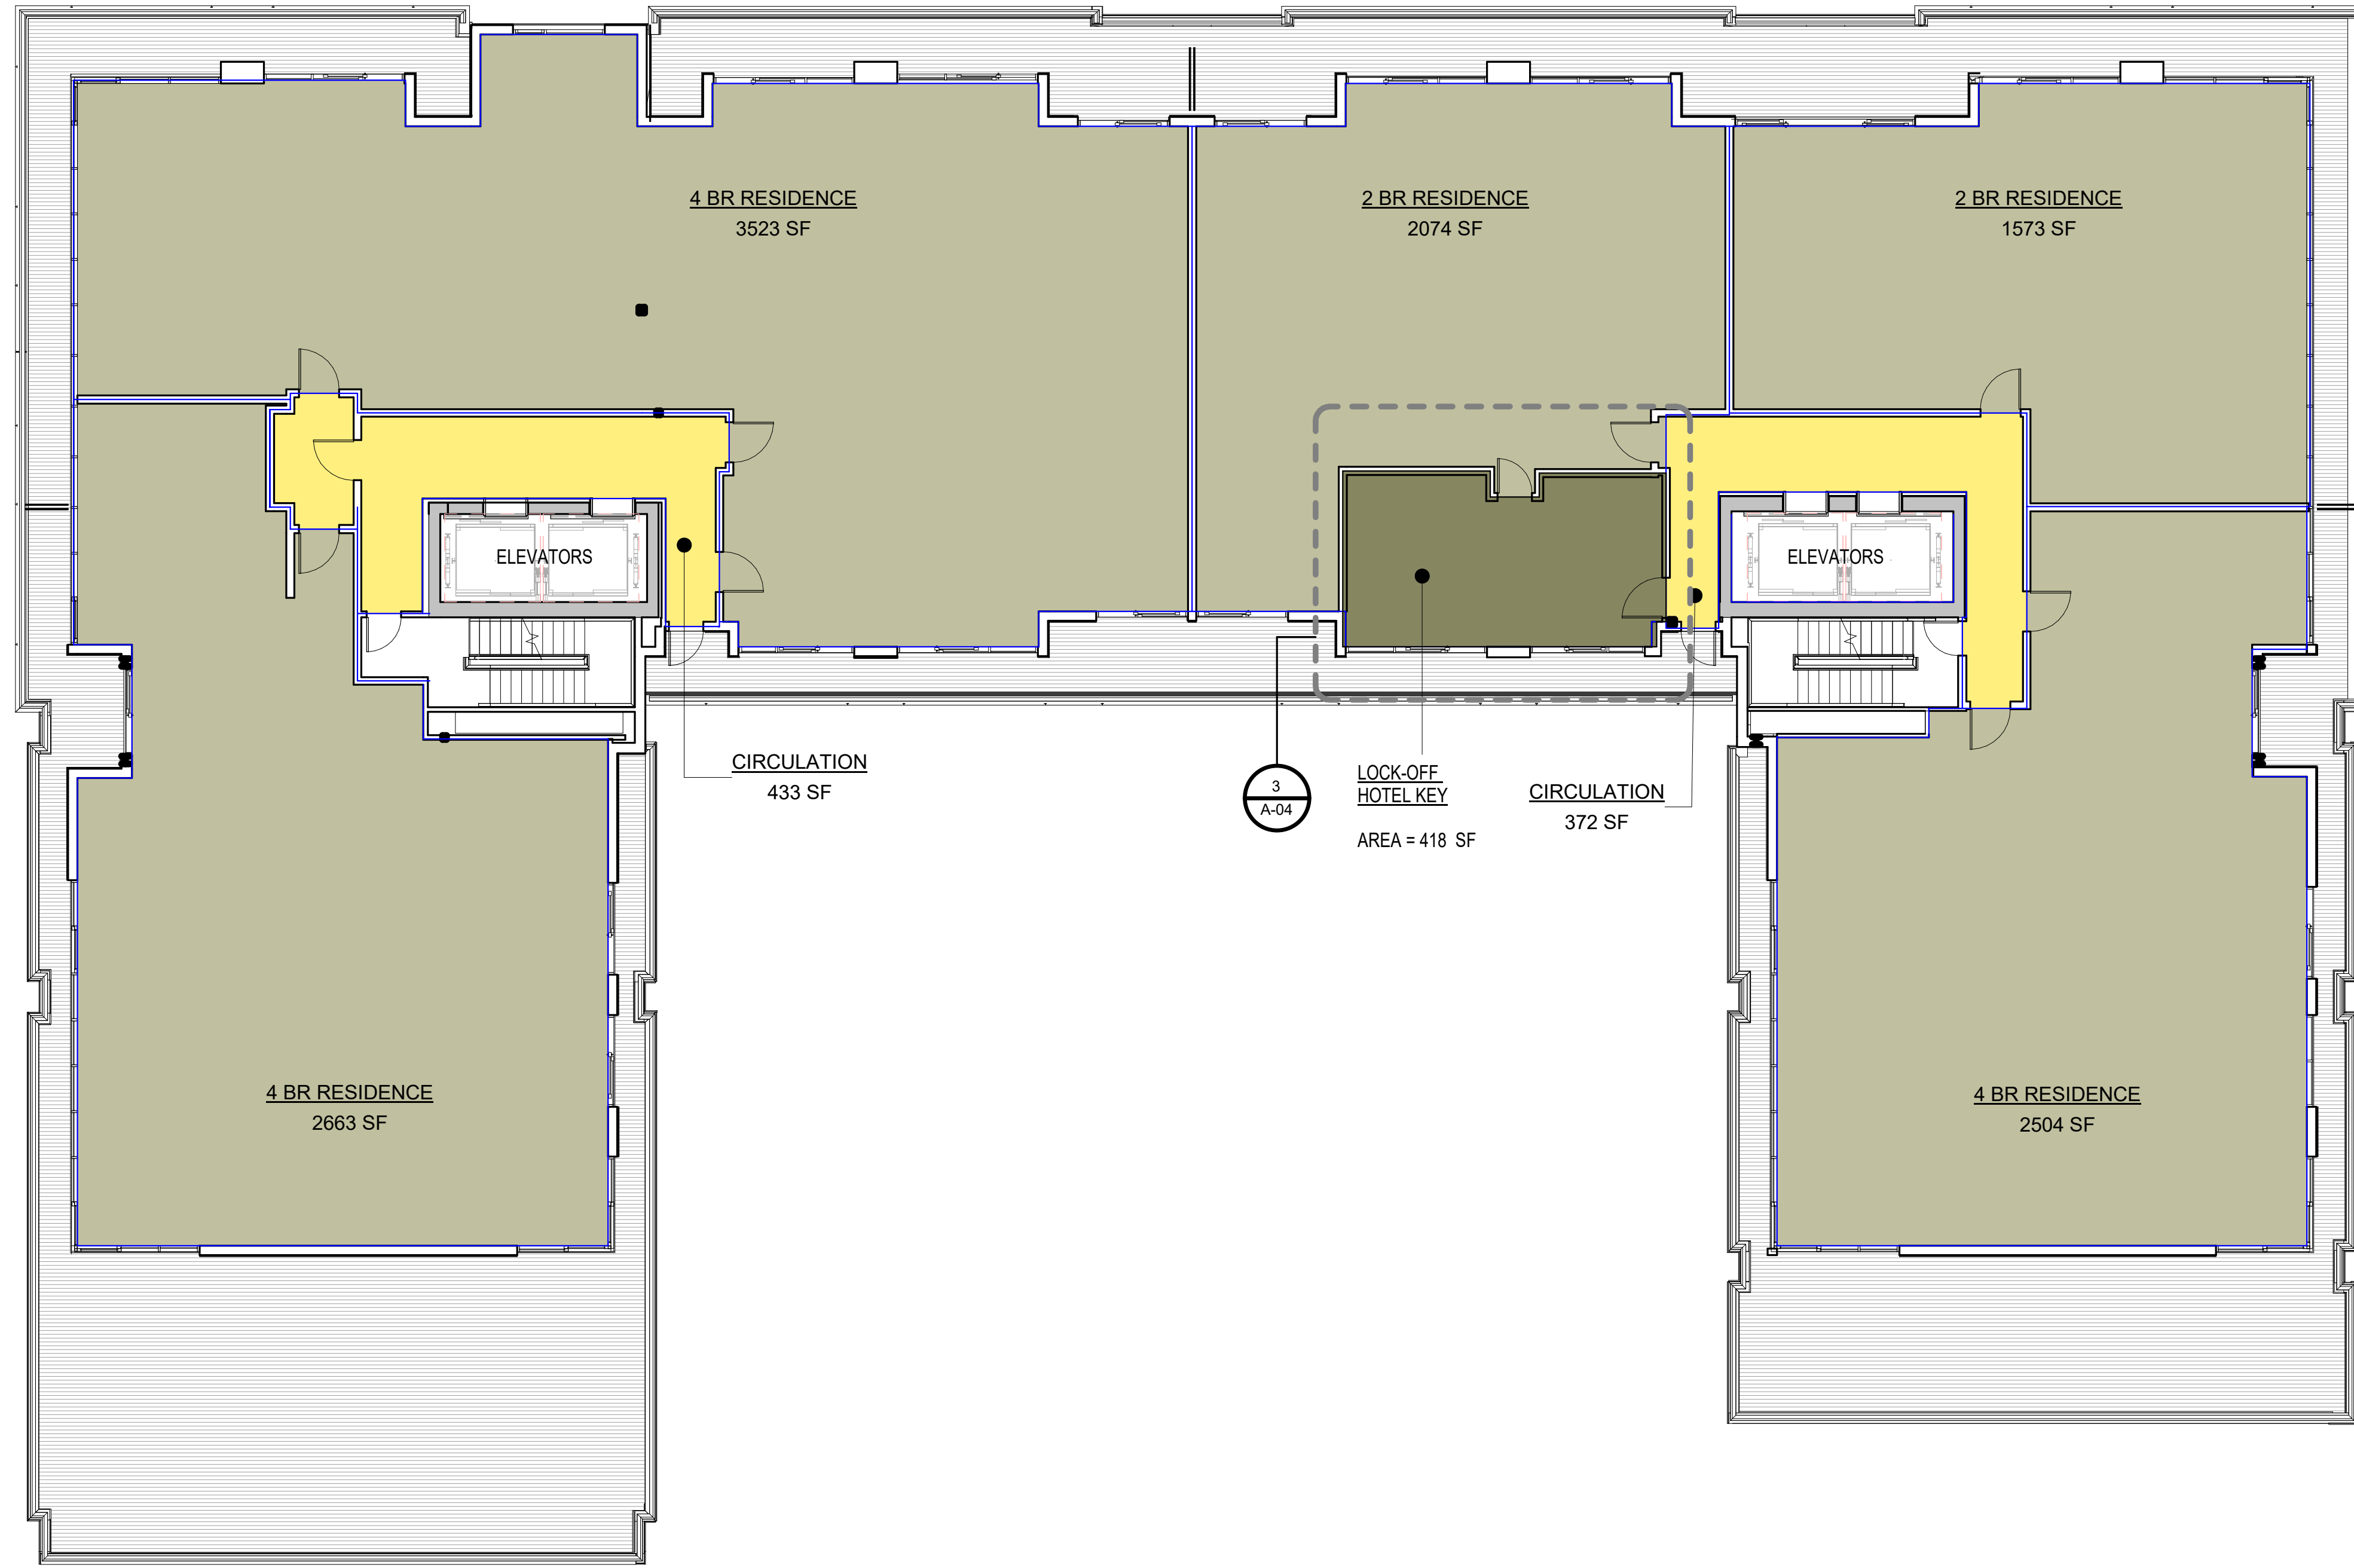 4 BR RESIDENCE
3523 SF
2 BR RESIDENCE
2074 SF
2 BR RESIDENCE
1573 SF
ELEVATORS
ELEVATORS
CIRCULATION
433 SF
3
A-04
LOCK-OFF
HOTEL KEY
AREA = 418 SF
CIRCULATION
372 SF
4 BR RESIDENCE
2663 SF
4 BR RESIDENCE
2504 SF